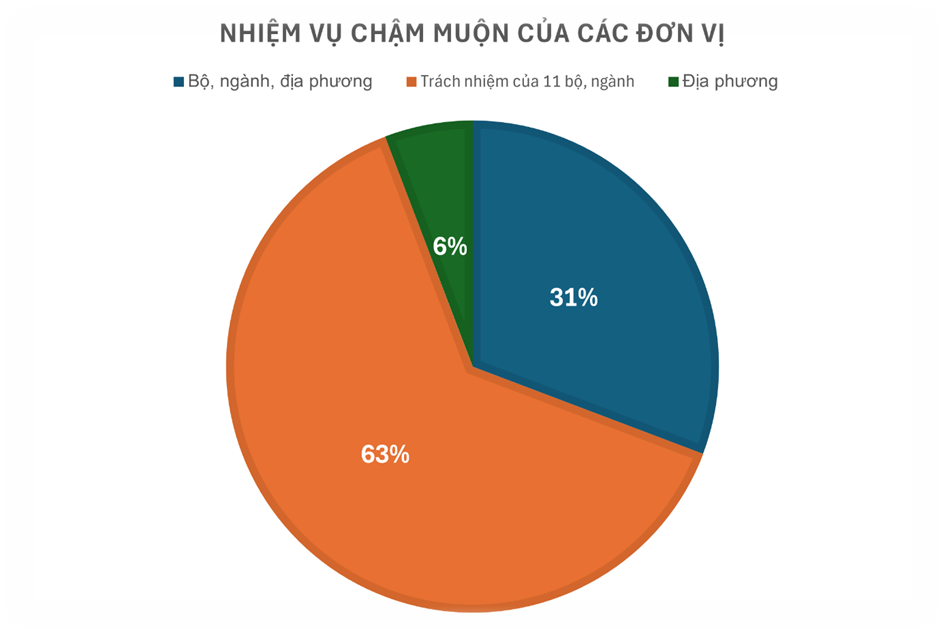 NHIỆM VỤ CHẬM MUỘN CỦA CÁC ĐƠN VỊ
Bộ, ngành, địa phương Trách nhiệm của 11 bộ, ngành Địa phương
6%
31%
63%